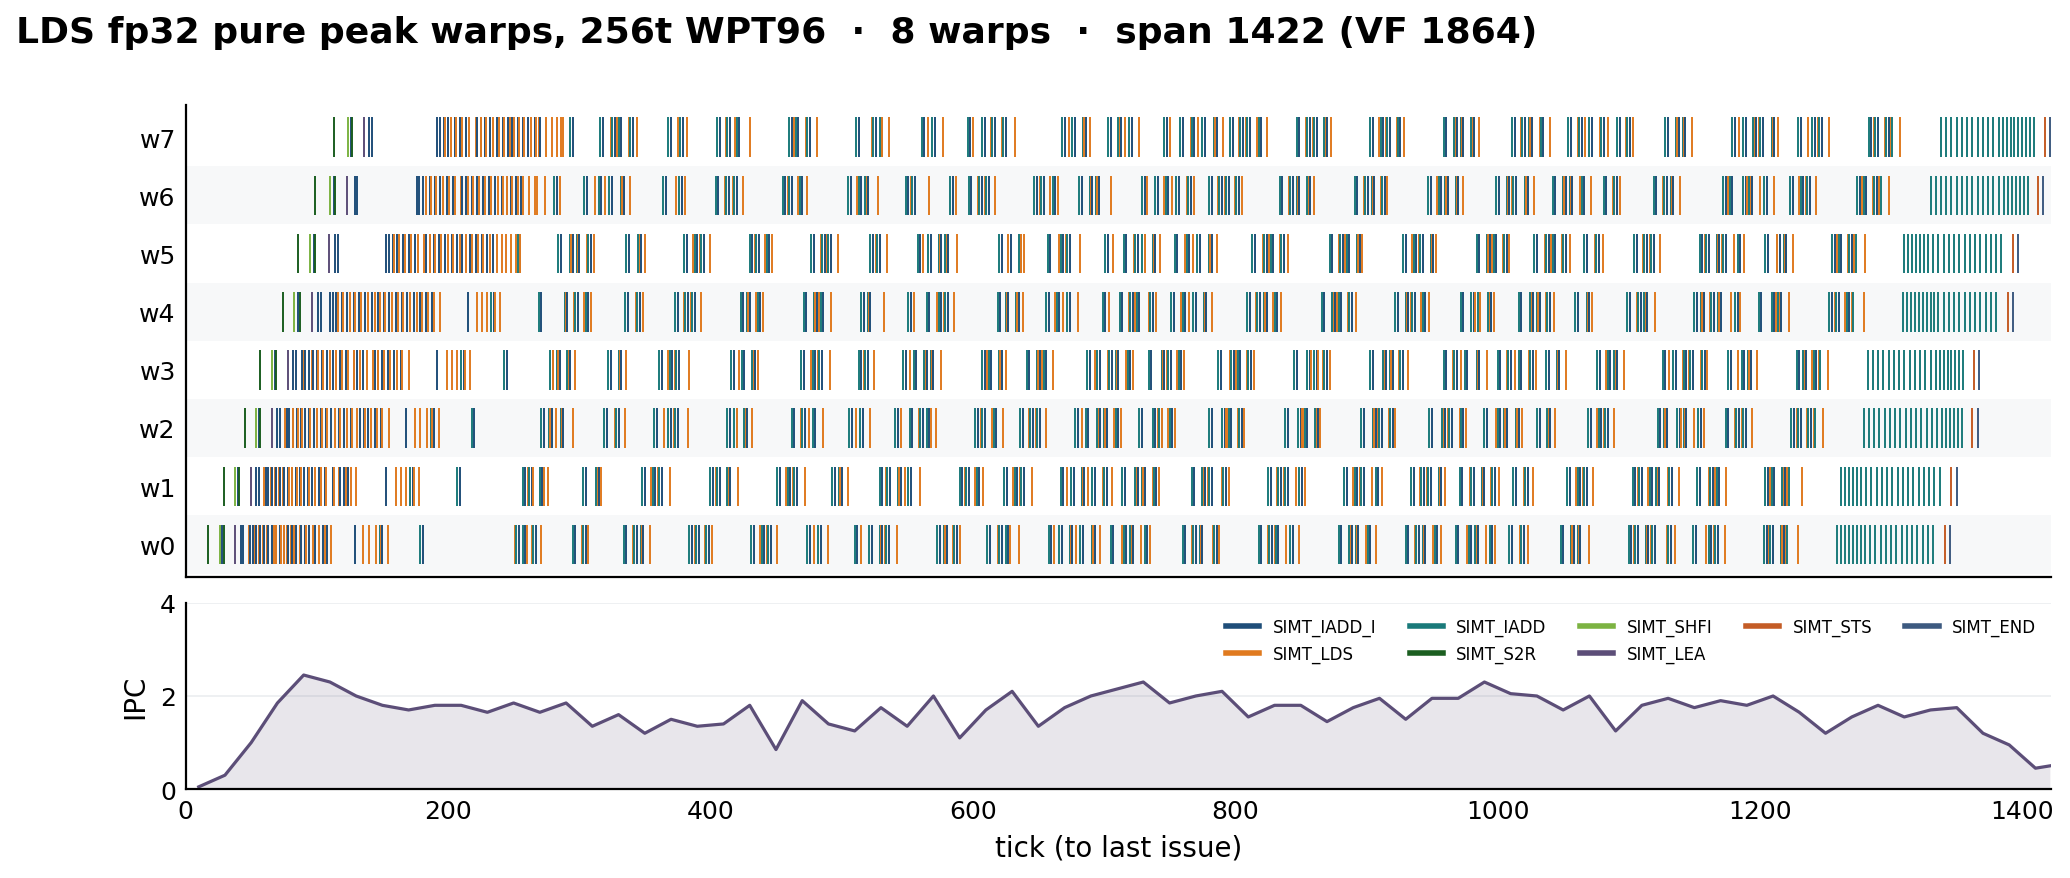 LDS fp32 pure peak warps, 256t WPT96 · 8 warps · span 1422 (VF 1864)
w7
w6
w5
w4
w3
w2
w1
w0
4
2
0
IPC
SIMT_IADD_I SIMT_IADD SIMT_SHFI SIMT_STS SIMT_END
SIMT_LDS SIMT_S2R SIMT_LEA
0 200 400 600 800 1000 1200 1400
tick (to last issue)